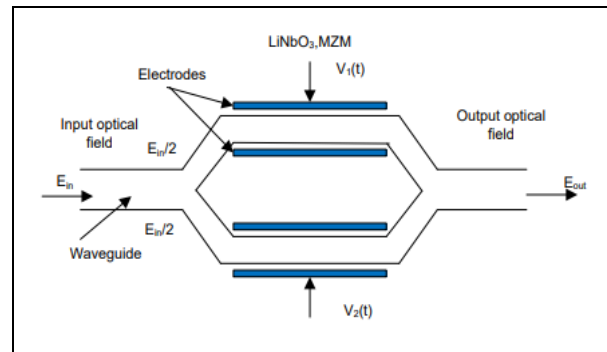 LiNbO₃,MZM
Electrodes
V₁(t)
Input optical
field
Output optical
field
Eᵢₙ/2
Eᵢₙ
Eₒᵤₜ
Eᵢₙ/2
Waveguide
V₂(t)